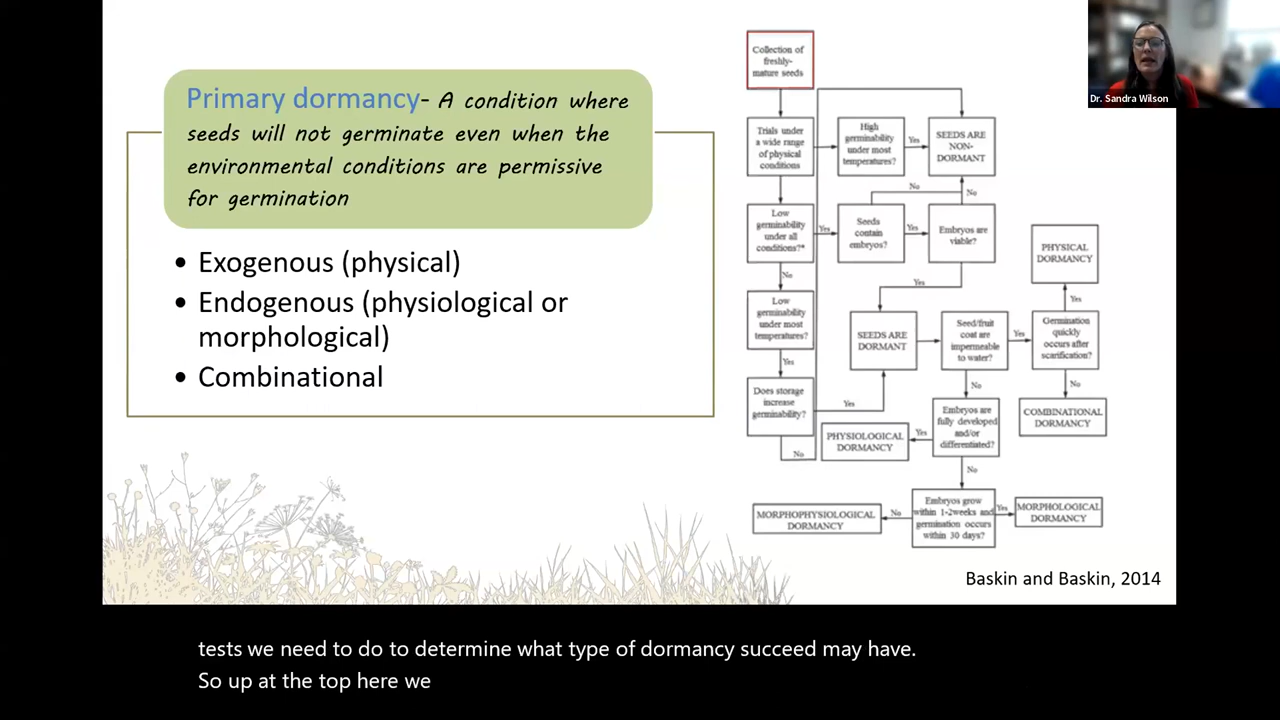 Primary dormancy- A condition where
seeds will not germinate even when the
environmental conditions are permissive
for germination
• Exogenous (physical)
• Endogenous (physiological or
morphological)
• Combinational
Collection of
freshly-
mature seeds
Trials under
a wide range
of physical
conditions
High
germinability
under most
temperatures?
Yes
SEEDS ARE
NON-
DORMANT
No
No
Low
germinability
under all
conditions?*
Yes
Seeds
contain
embryos?
Yes
Embryos are
viable?
PHYSICAL
DORMANCY
No
Yes
Yes
Low
germinability
under most
temperatures?
SEEDS ARE
DORMANT
Seed/fruit
coat are
impermeable
to water?
Yes
Germination
quickly
occurs after
scarification?
Yes
No
No
Does storage
increase
germinability?
Yes
Embryos are
fully developed
and/or
differentiated?
COMBINATIONAL
DORMANCY
Yes
PHYSIOLOGICAL
DORMANCY
No
No
MORPHOPHYSIOLOGICAL
DORMANCY
No
Embryos grow
within 1-2weeks and
germination occurs
within 30 days?
Yes
MORPHOLOGICAL
DORMANCY
Baskin and Baskin, 2014
Dr. Sandra Wilson
tests we need to do to determine what type of dormancy succeed may have.
So up at the top here we